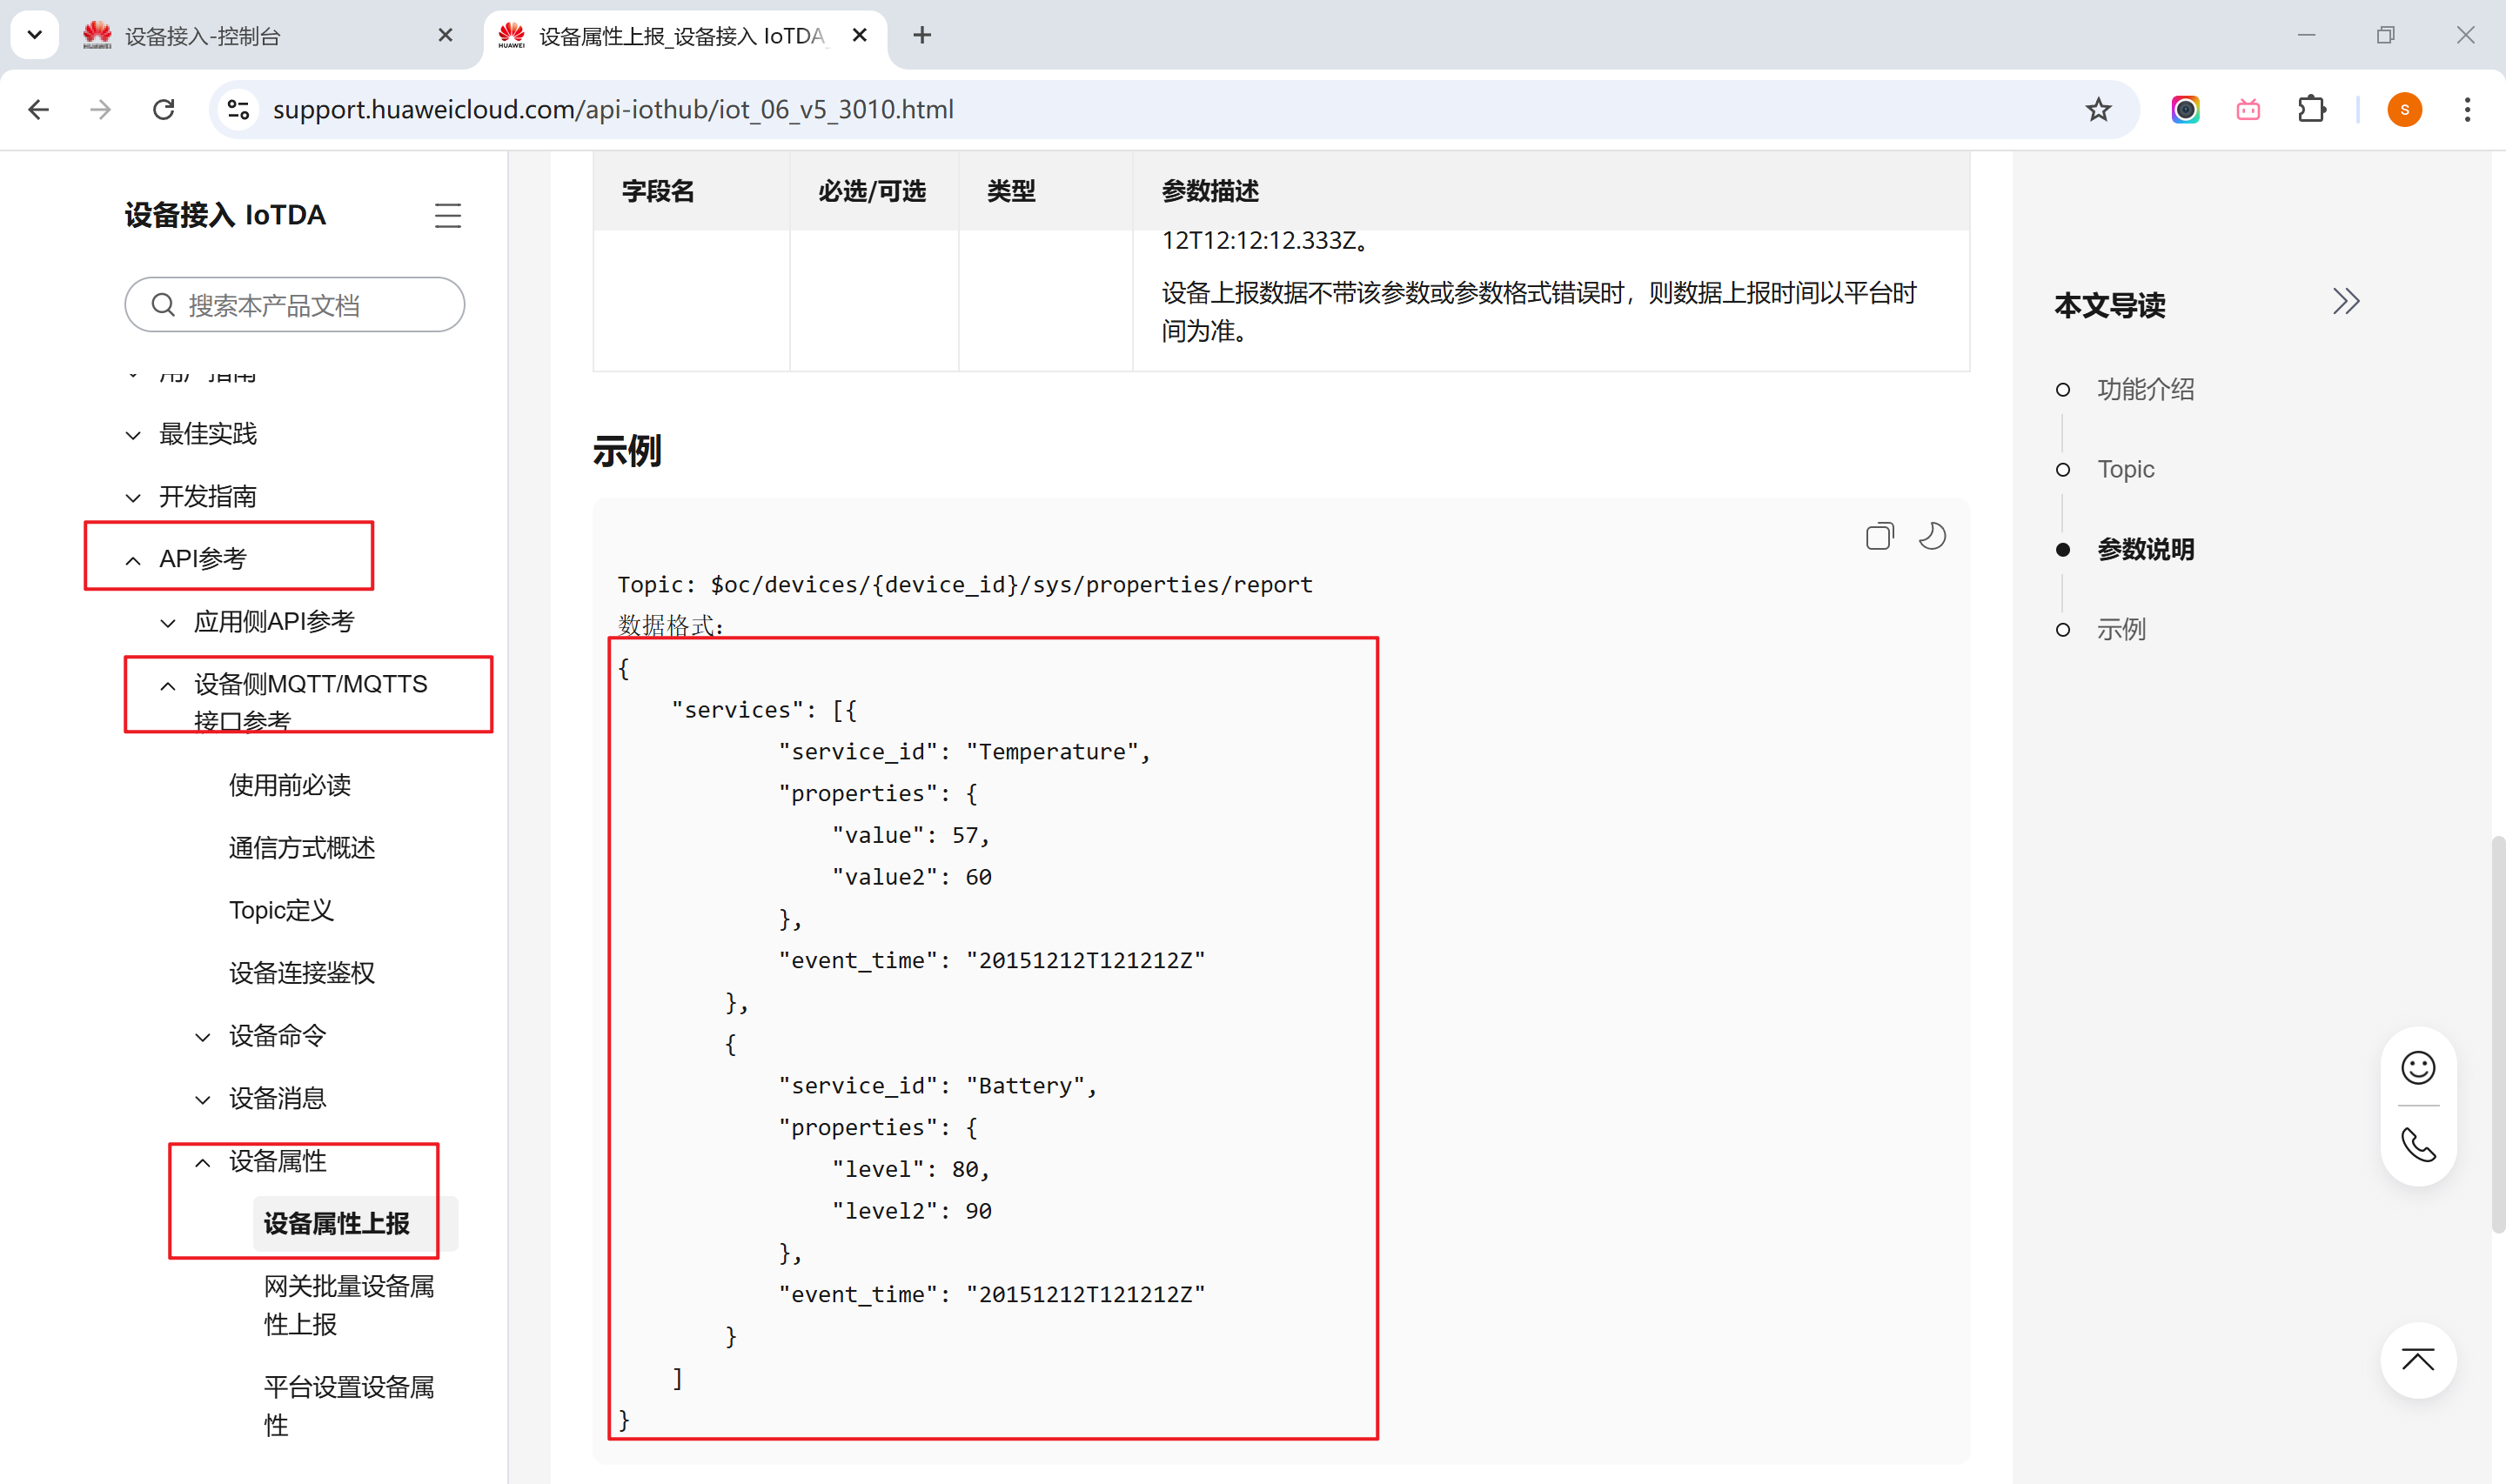 设备接入-控制台
设备属性上报_设备接入 IoTDA_
support.huaweicloud.com/api-iothub/iot_06_v5_3010.html
S
设备接入 IoTDA
搜索本产品文档
用户指南
最佳实践
开发指南
API参考
应用侧API参考
设备侧MQTT/MQTTS
接口参考
使用前必读
通信方式概述
Topic定义
设备连接鉴权
设备命令
设备消息
设备属性
设备属性上报
网关批量设备属
性上报
平台设置设备属
性
字段名 必选/可选 类型 参数描述
12T12:12:12.333Z。
设备上报数据不带该参数或参数格式错误时，则数据上报时间以平台时
间为准。
示例
Topic: $oc/devices/{device_id}/sys/properties/report
数据格式：
{
"services": [{
"service_id": "Temperature",
"properties": {
"value": 57,
"value2": 60
},
"event_time": "20151212T121212Z"
},
{
"service_id": "Battery",
"properties": {
"level": 80,
"level2": 90
},
"event_time": "20151212T121212Z"
}
]
}
本文导读
功能介绍
Topic
参数说明
示例